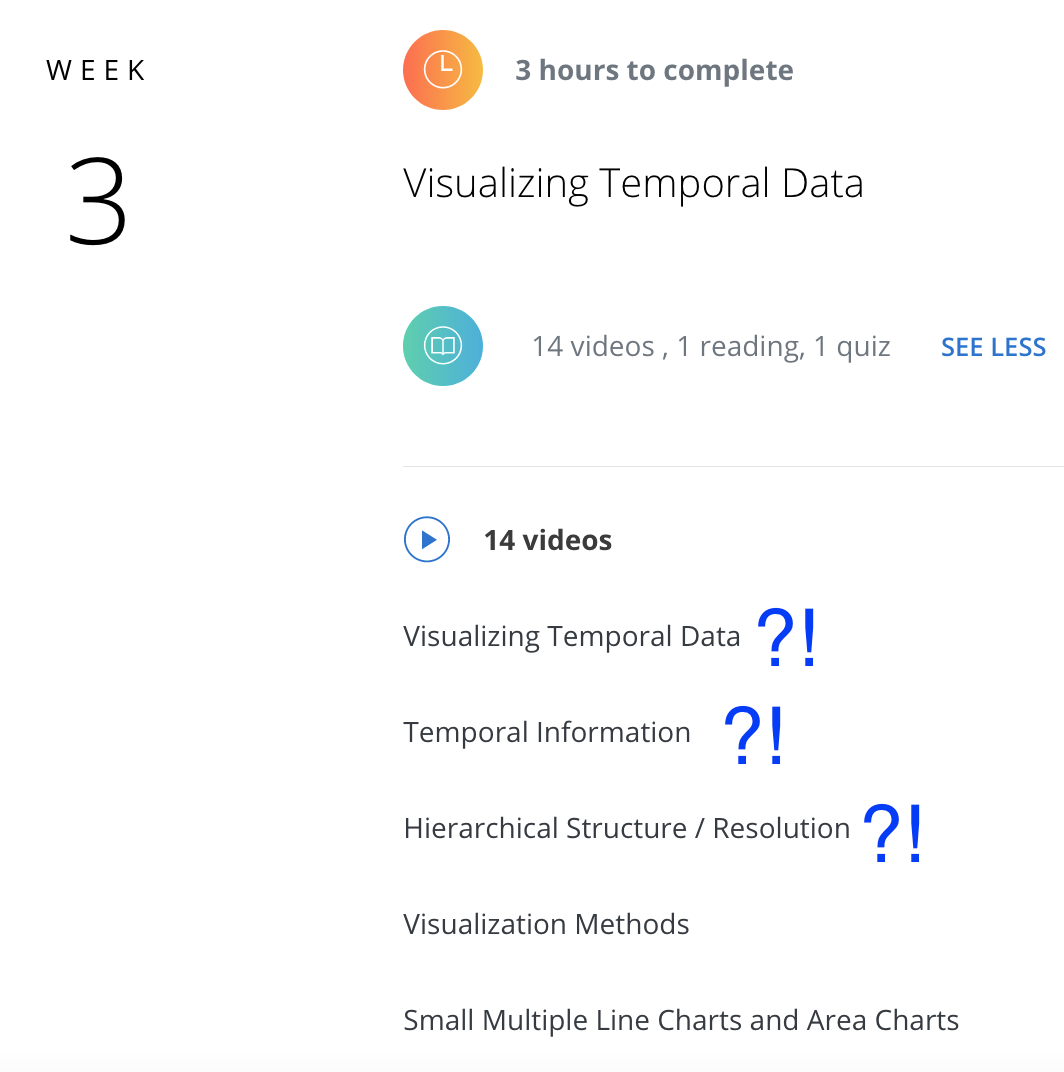 WEEK
3
3 hours to complete
Visualizing Temporal Data
14 videos , 1 reading, 1 quiz
SEE LESS
14 videos
Visualizing Temporal Data ?!
Temporal Information ?!
Hierarchical Structure / Resolution ?!
Visualization Methods
Small Multiple Line Charts and Area Charts